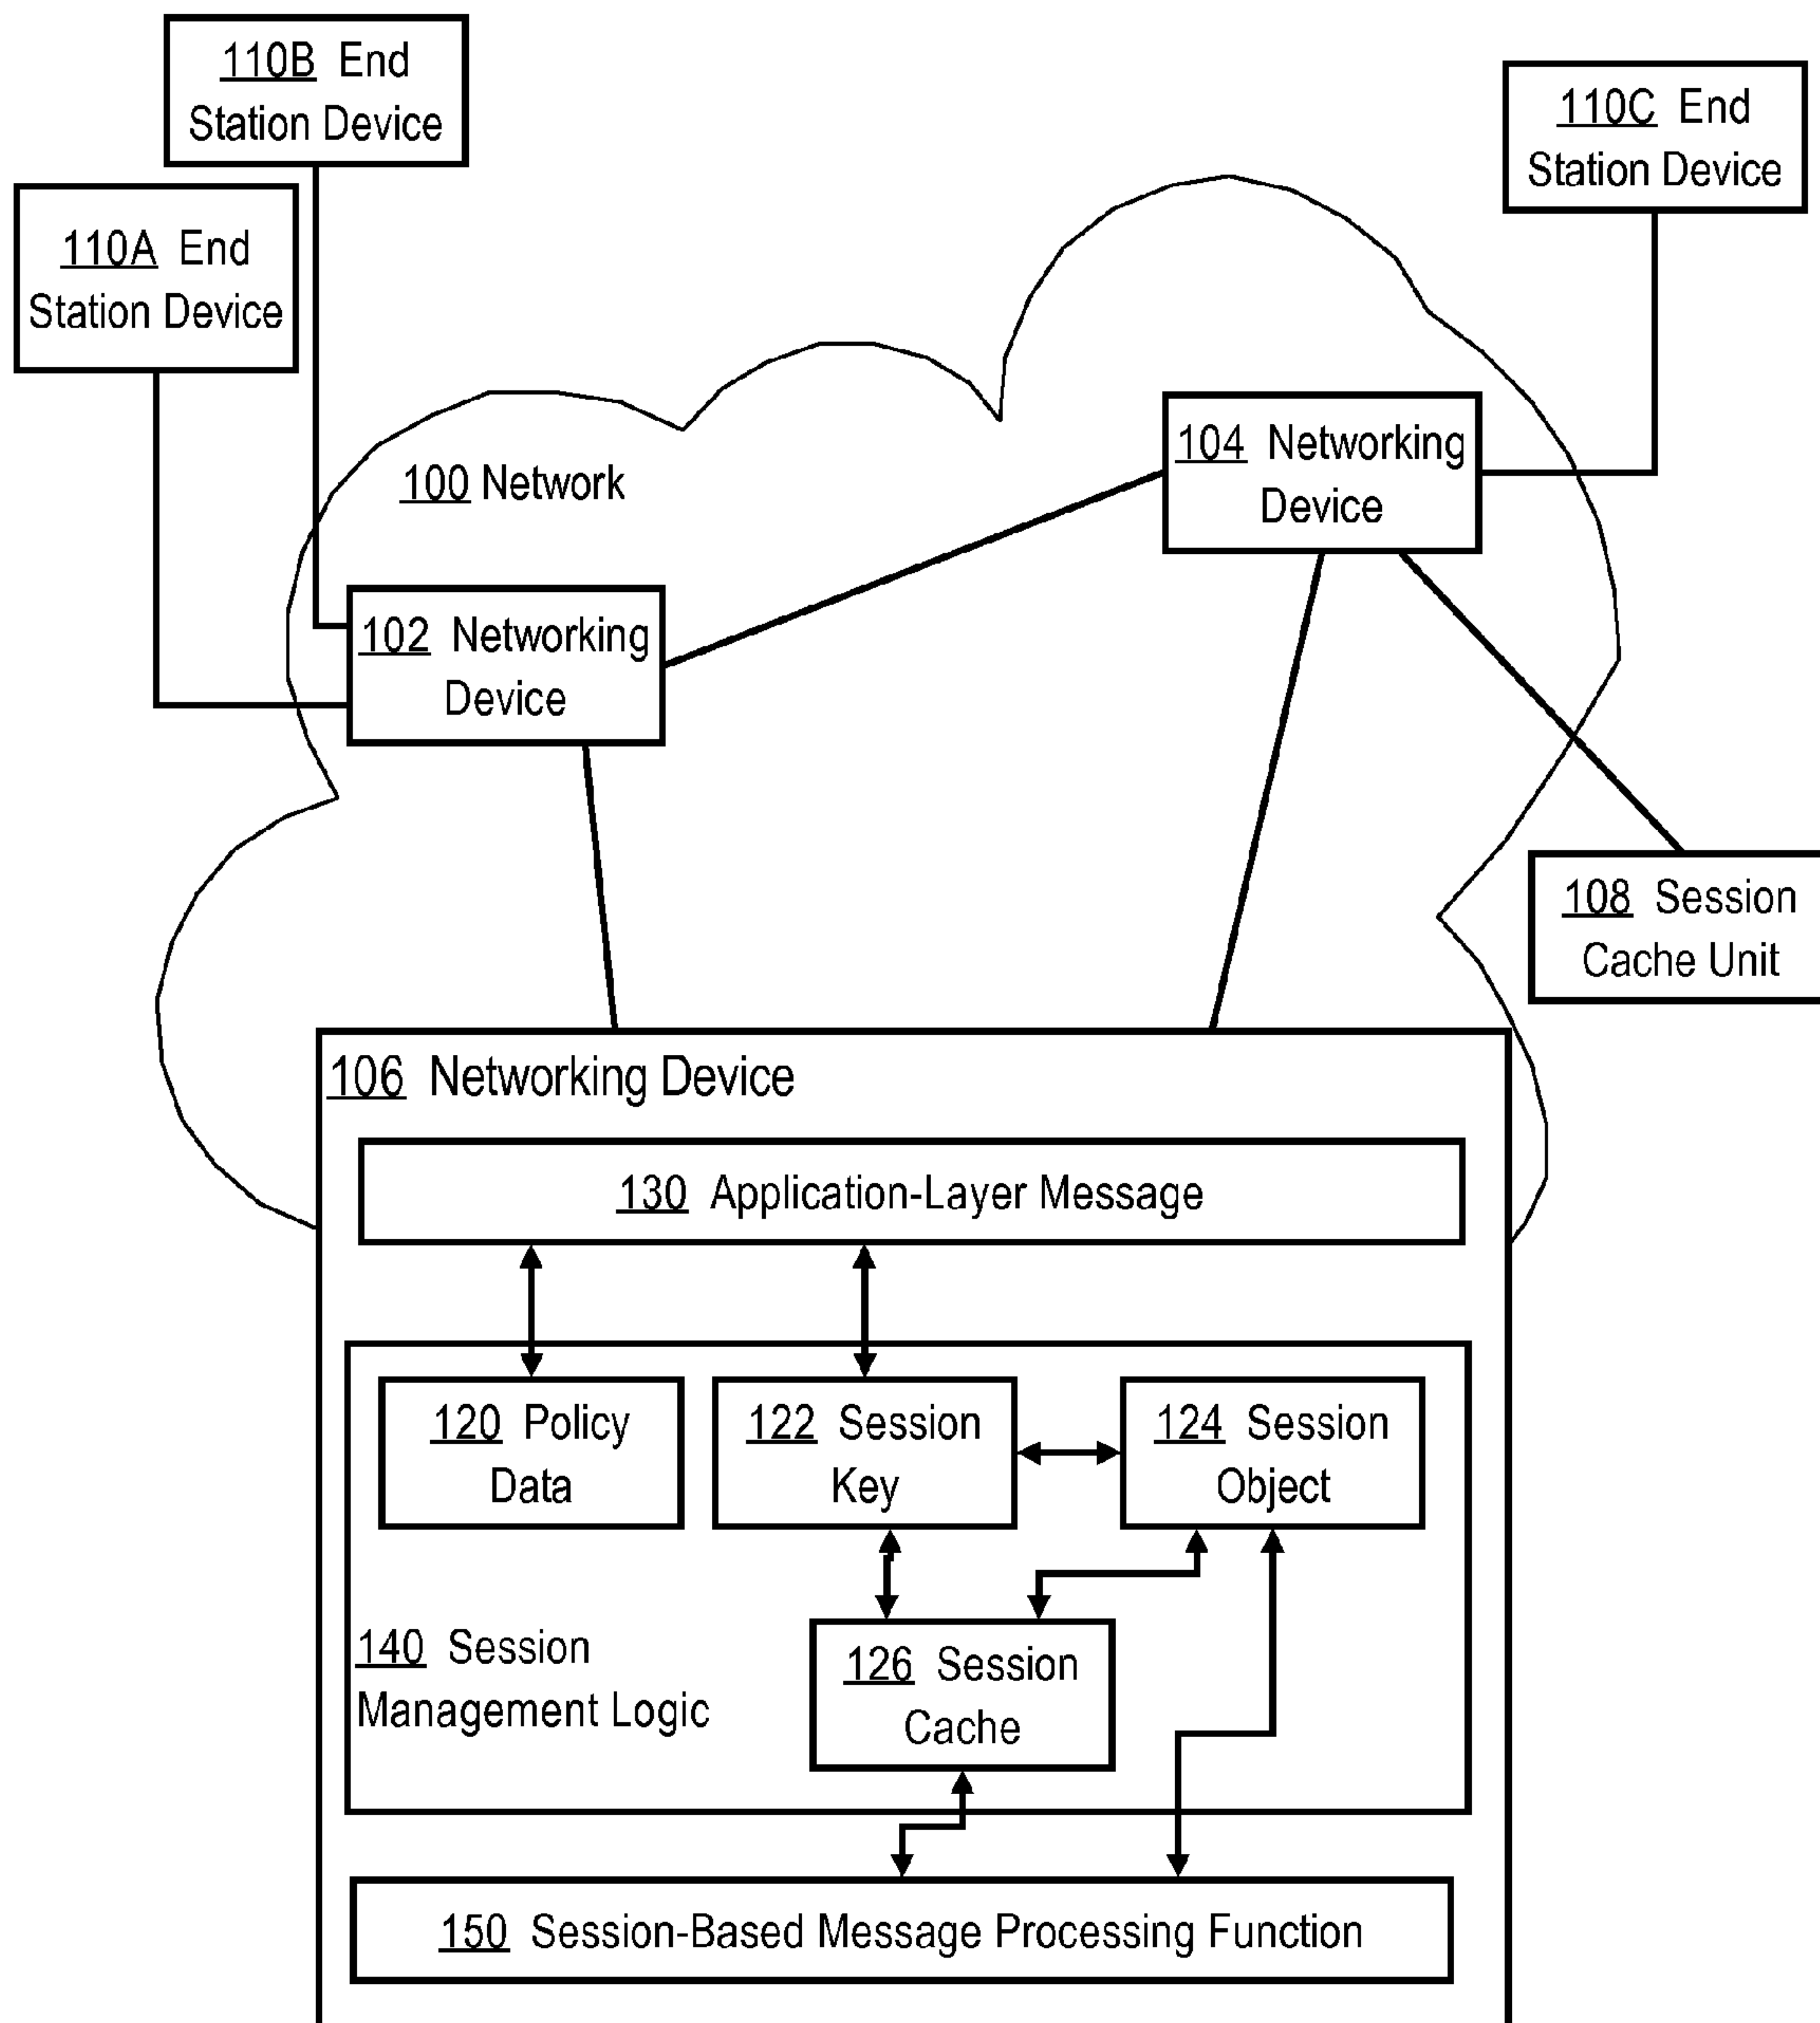 110B End
Station Device
110C End
Station Device
110A End
Station Device
104 Networking
Device
100 Network
102 Networking
Device
108 Session
Cache Unit
106 Networking Device
130 Application-Layer Message
120 Policy
Data
122 Session
Key
124 Session
Object
140 Session
Management Logic
126 Session
Cache
150 Session-Based Message Processing Function